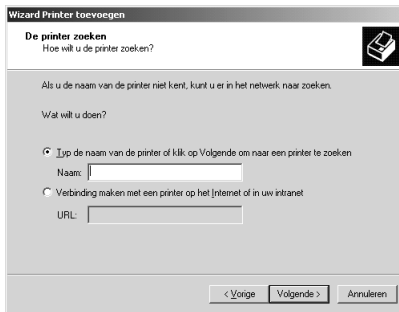 Wizard Printer toevoegen
De printer zoeken
Hoe wilt u de printer zoeken?
Als u de naam van de printer niet kent, kunt u er in het netwerk naar zoeken.
Wat wilt u doen?
Typ de naam van de printer of klik op Volgende om naar een printer te zoeken
Naam:
Verbinding maken met een printer op het Internet of in uw intranet
URL:
< Vorige Volgende > Annuleren